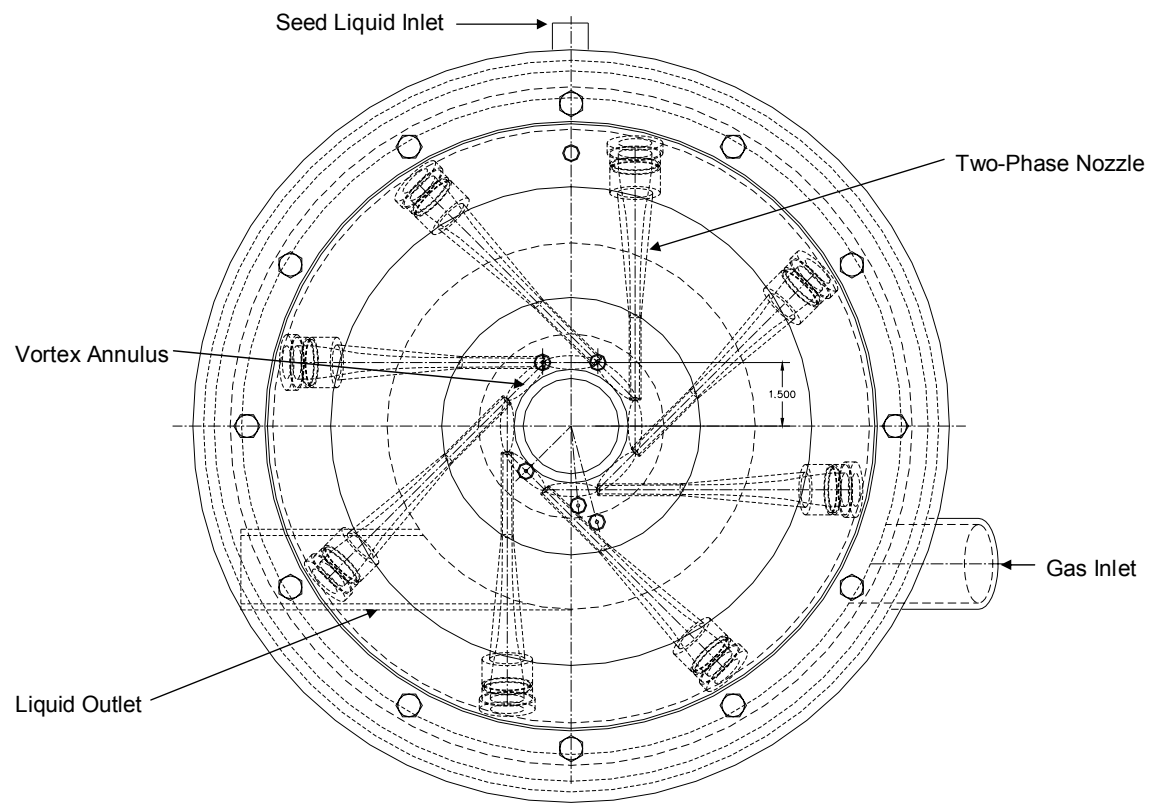 Seed Liquid Inlet
Two-Phase Nozzle
Vortex Annulus
1.500
Gas Inlet
Liquid Outlet